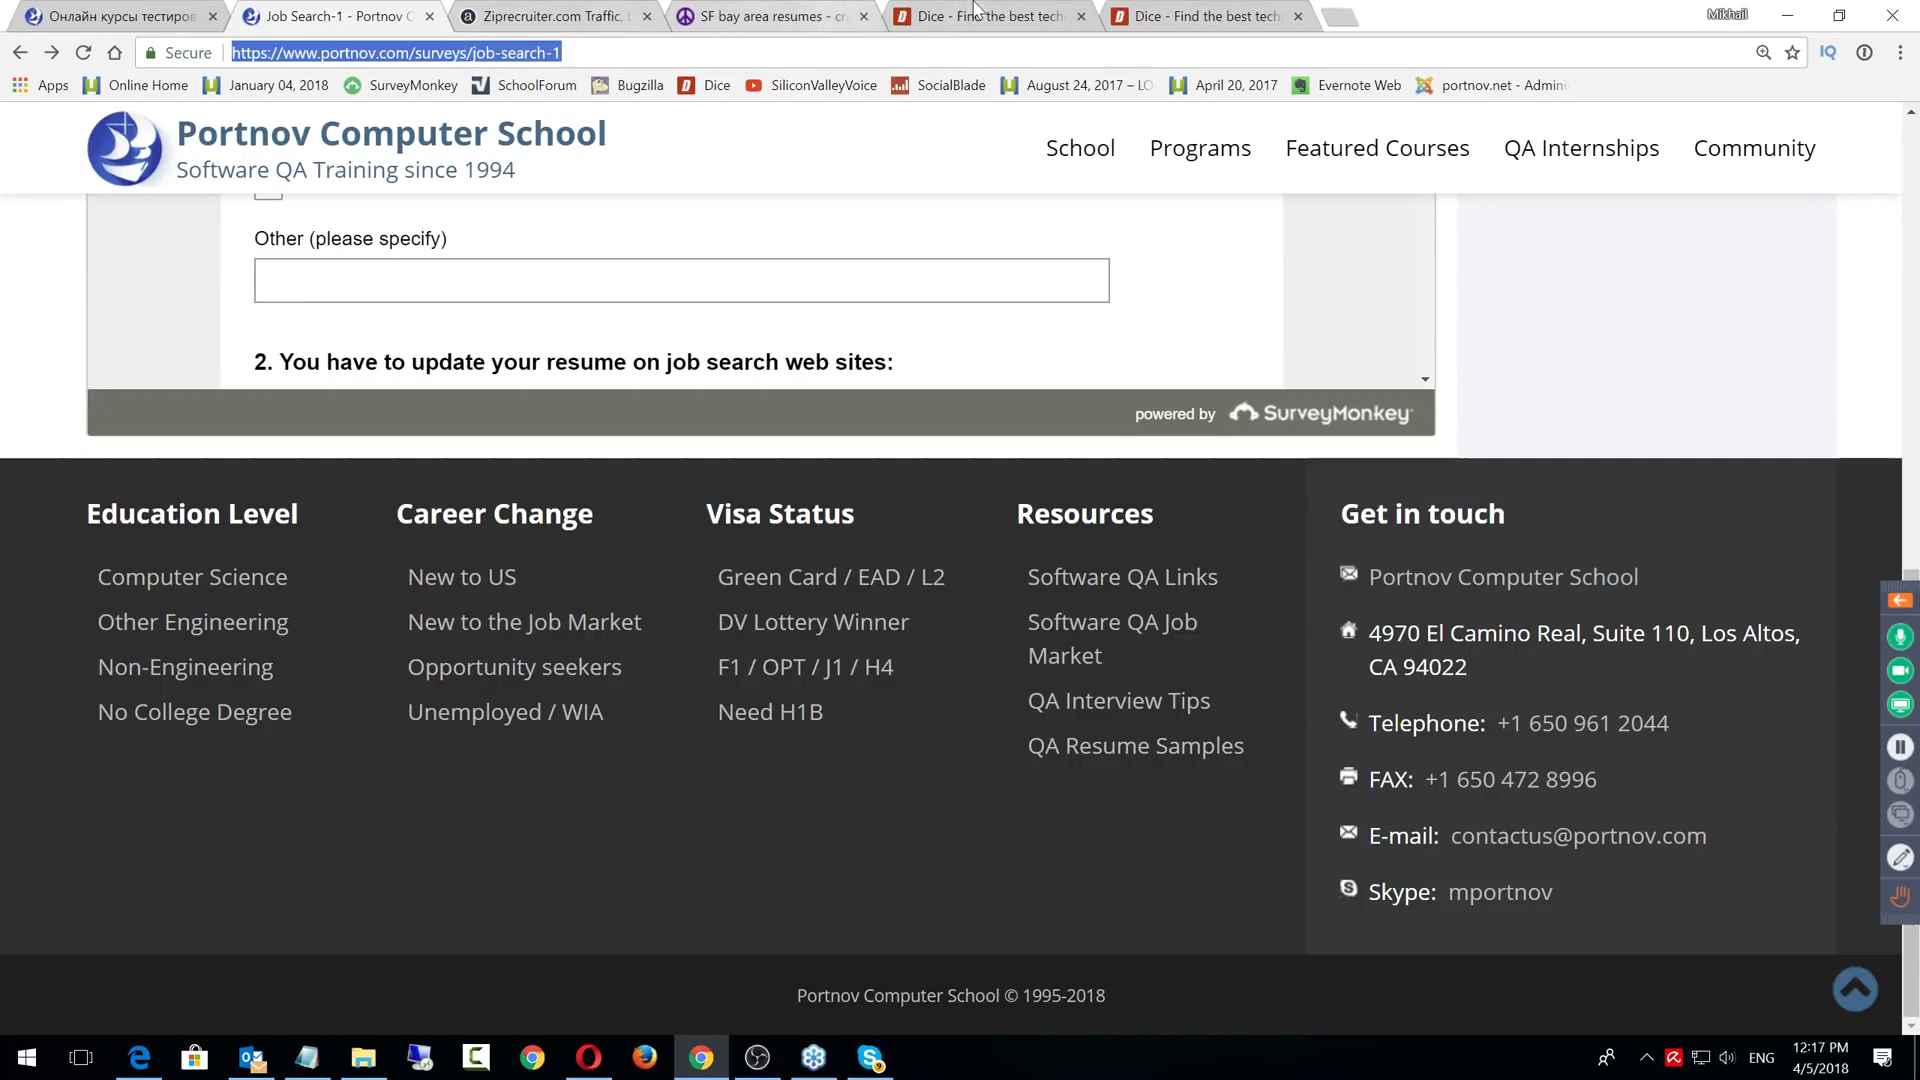 Онлайн курсы тестиров
Job Search-1 - Portnov C
Ziprecruiter.com Traffic,
SF bay area resumes - cr
Dice - Find the best tech
Dice - Find the best tech
Mikhail
Secure
https://www.portnov.com/surveys/job-search-1
Apps
Online Home
January 04, 2018
SurveyMonkey
SchoolForum
Bugzilla
Dice
SiliconValleyVoice
SocialBlade
August 24, 2017 – LO
April 20, 2017
Evernote Web
portnov.net - Admini
Portnov Computer School
Software QA Training since 1994
School
Programs
Featured Courses
QA Internships
Community
Other (please specify)
2. You have to update your resume on job search web sites:
powered by SurveyMonkey
Education Level
Computer Science
Other Engineering
Non-Engineering
No College Degree
Career Change
New to US
New to the Job Market
Opportunity seekers
Unemployed / WIA
Visa Status
Green Card / EAD / L2
DV Lottery Winner
F1 / OPT / J1 / H4
Need H1B
Resources
Software QA Links
Software QA Job
Market
QA Interview Tips
QA Resume Samples
Get in touch
Portnov Computer School
4970 El Camino Real, Suite 110, Los Altos,
CA 94022
Telephone: +1 650 961 2044
FAX: +1 650 472 8996
E-mail: contactus@portnov.com
Skype: mportnov
Portnov Computer School © 1995-2018
ENG
12:17 PM
4/5/2018